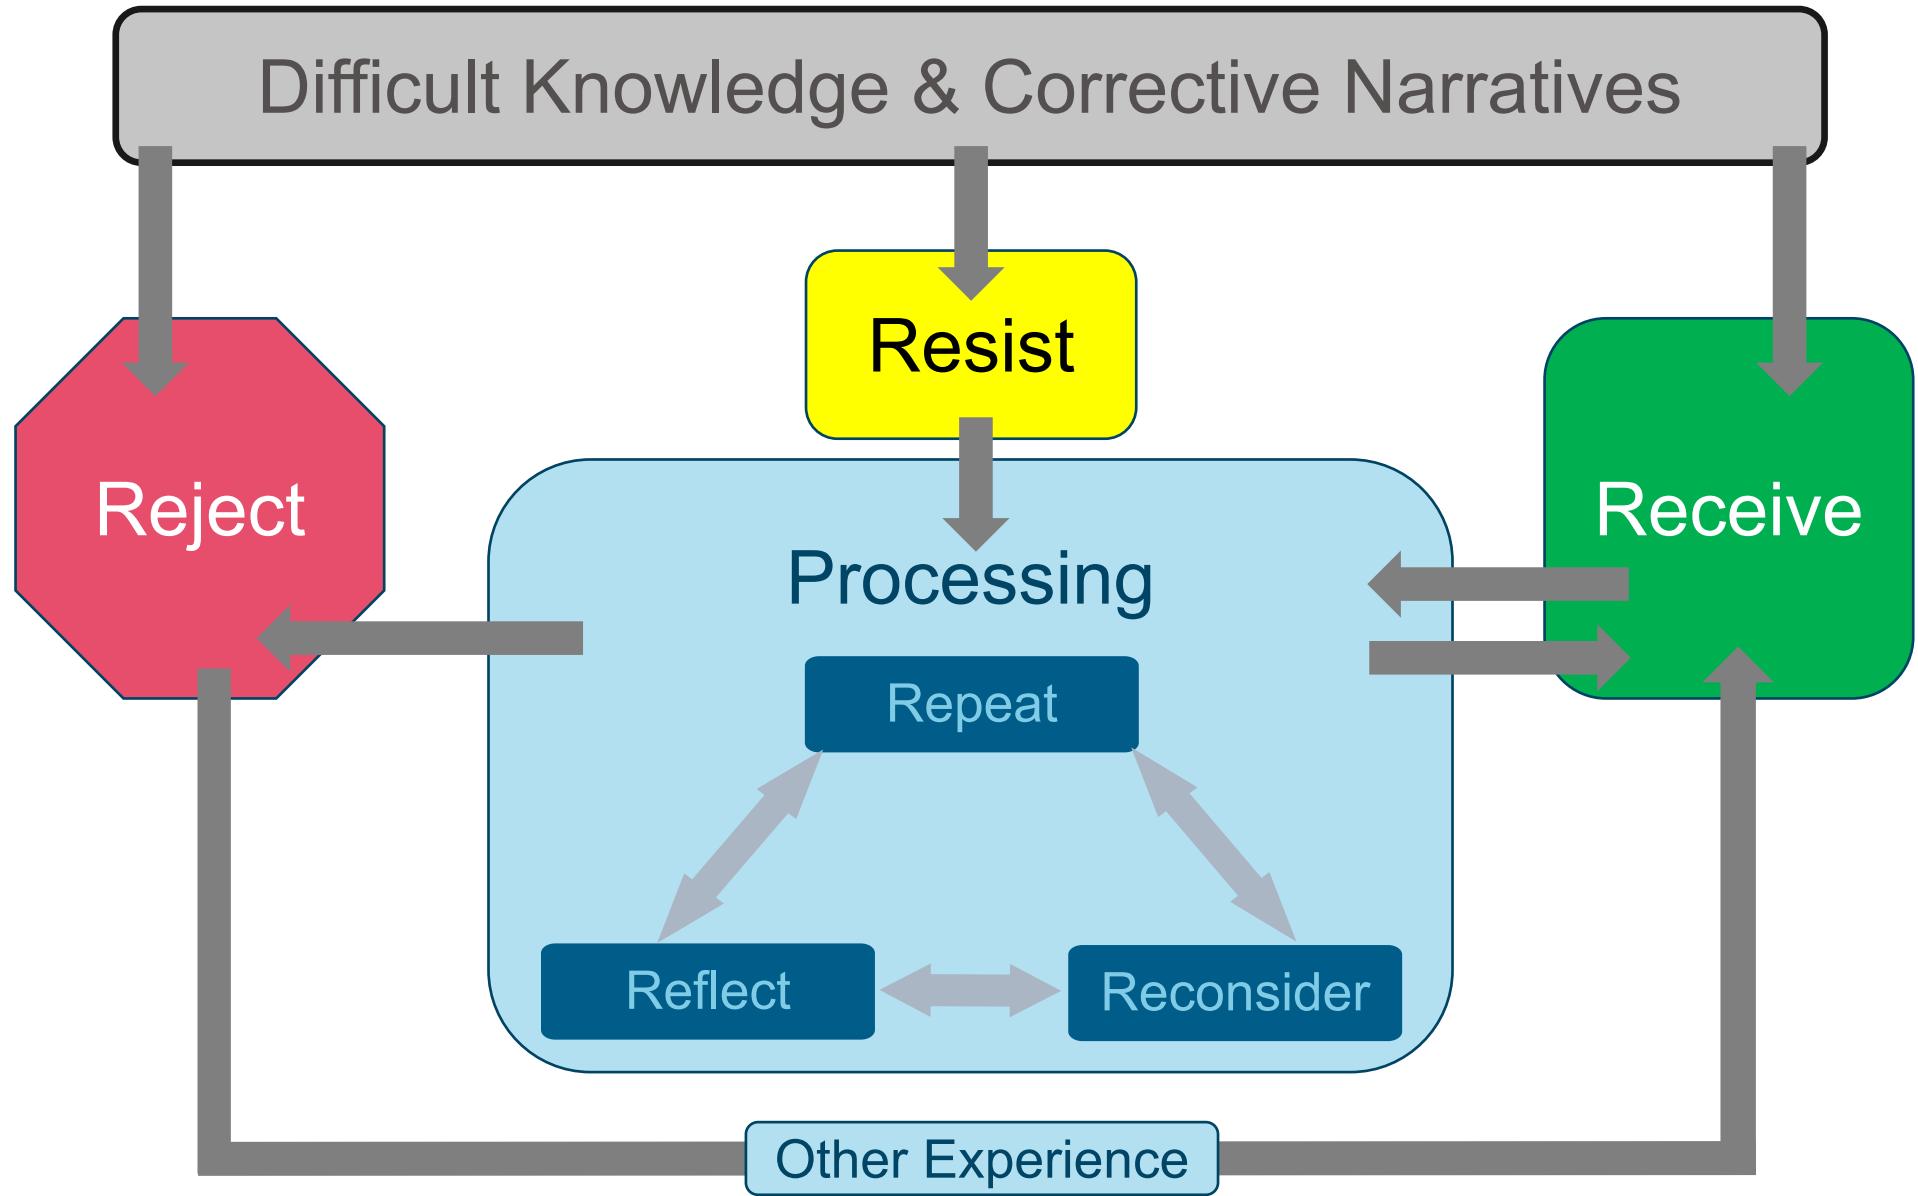 Difficult Knowledge & Corrective Narratives
Resist
Reject
Receive
Processing
Repeat
Reflect
Reconsider
Other Experience